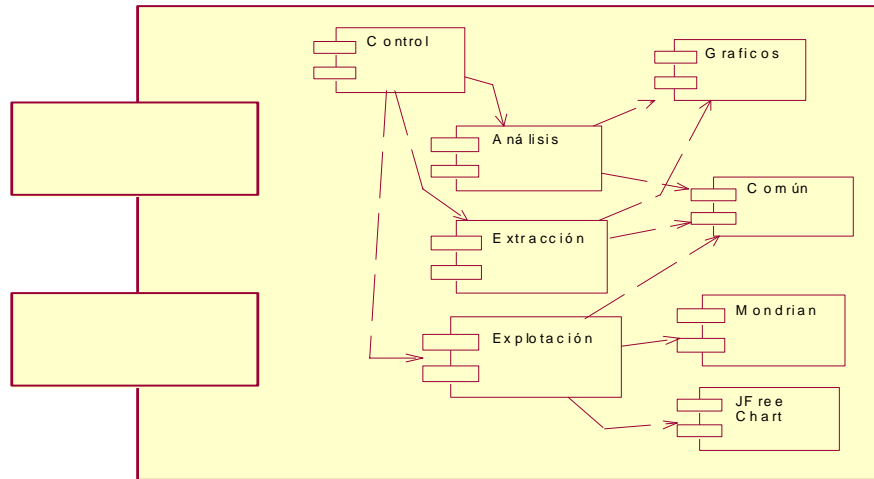 Control
Graficos
Análisis
Común
Extracción
Mondrian
Explotación
JFree
Chart